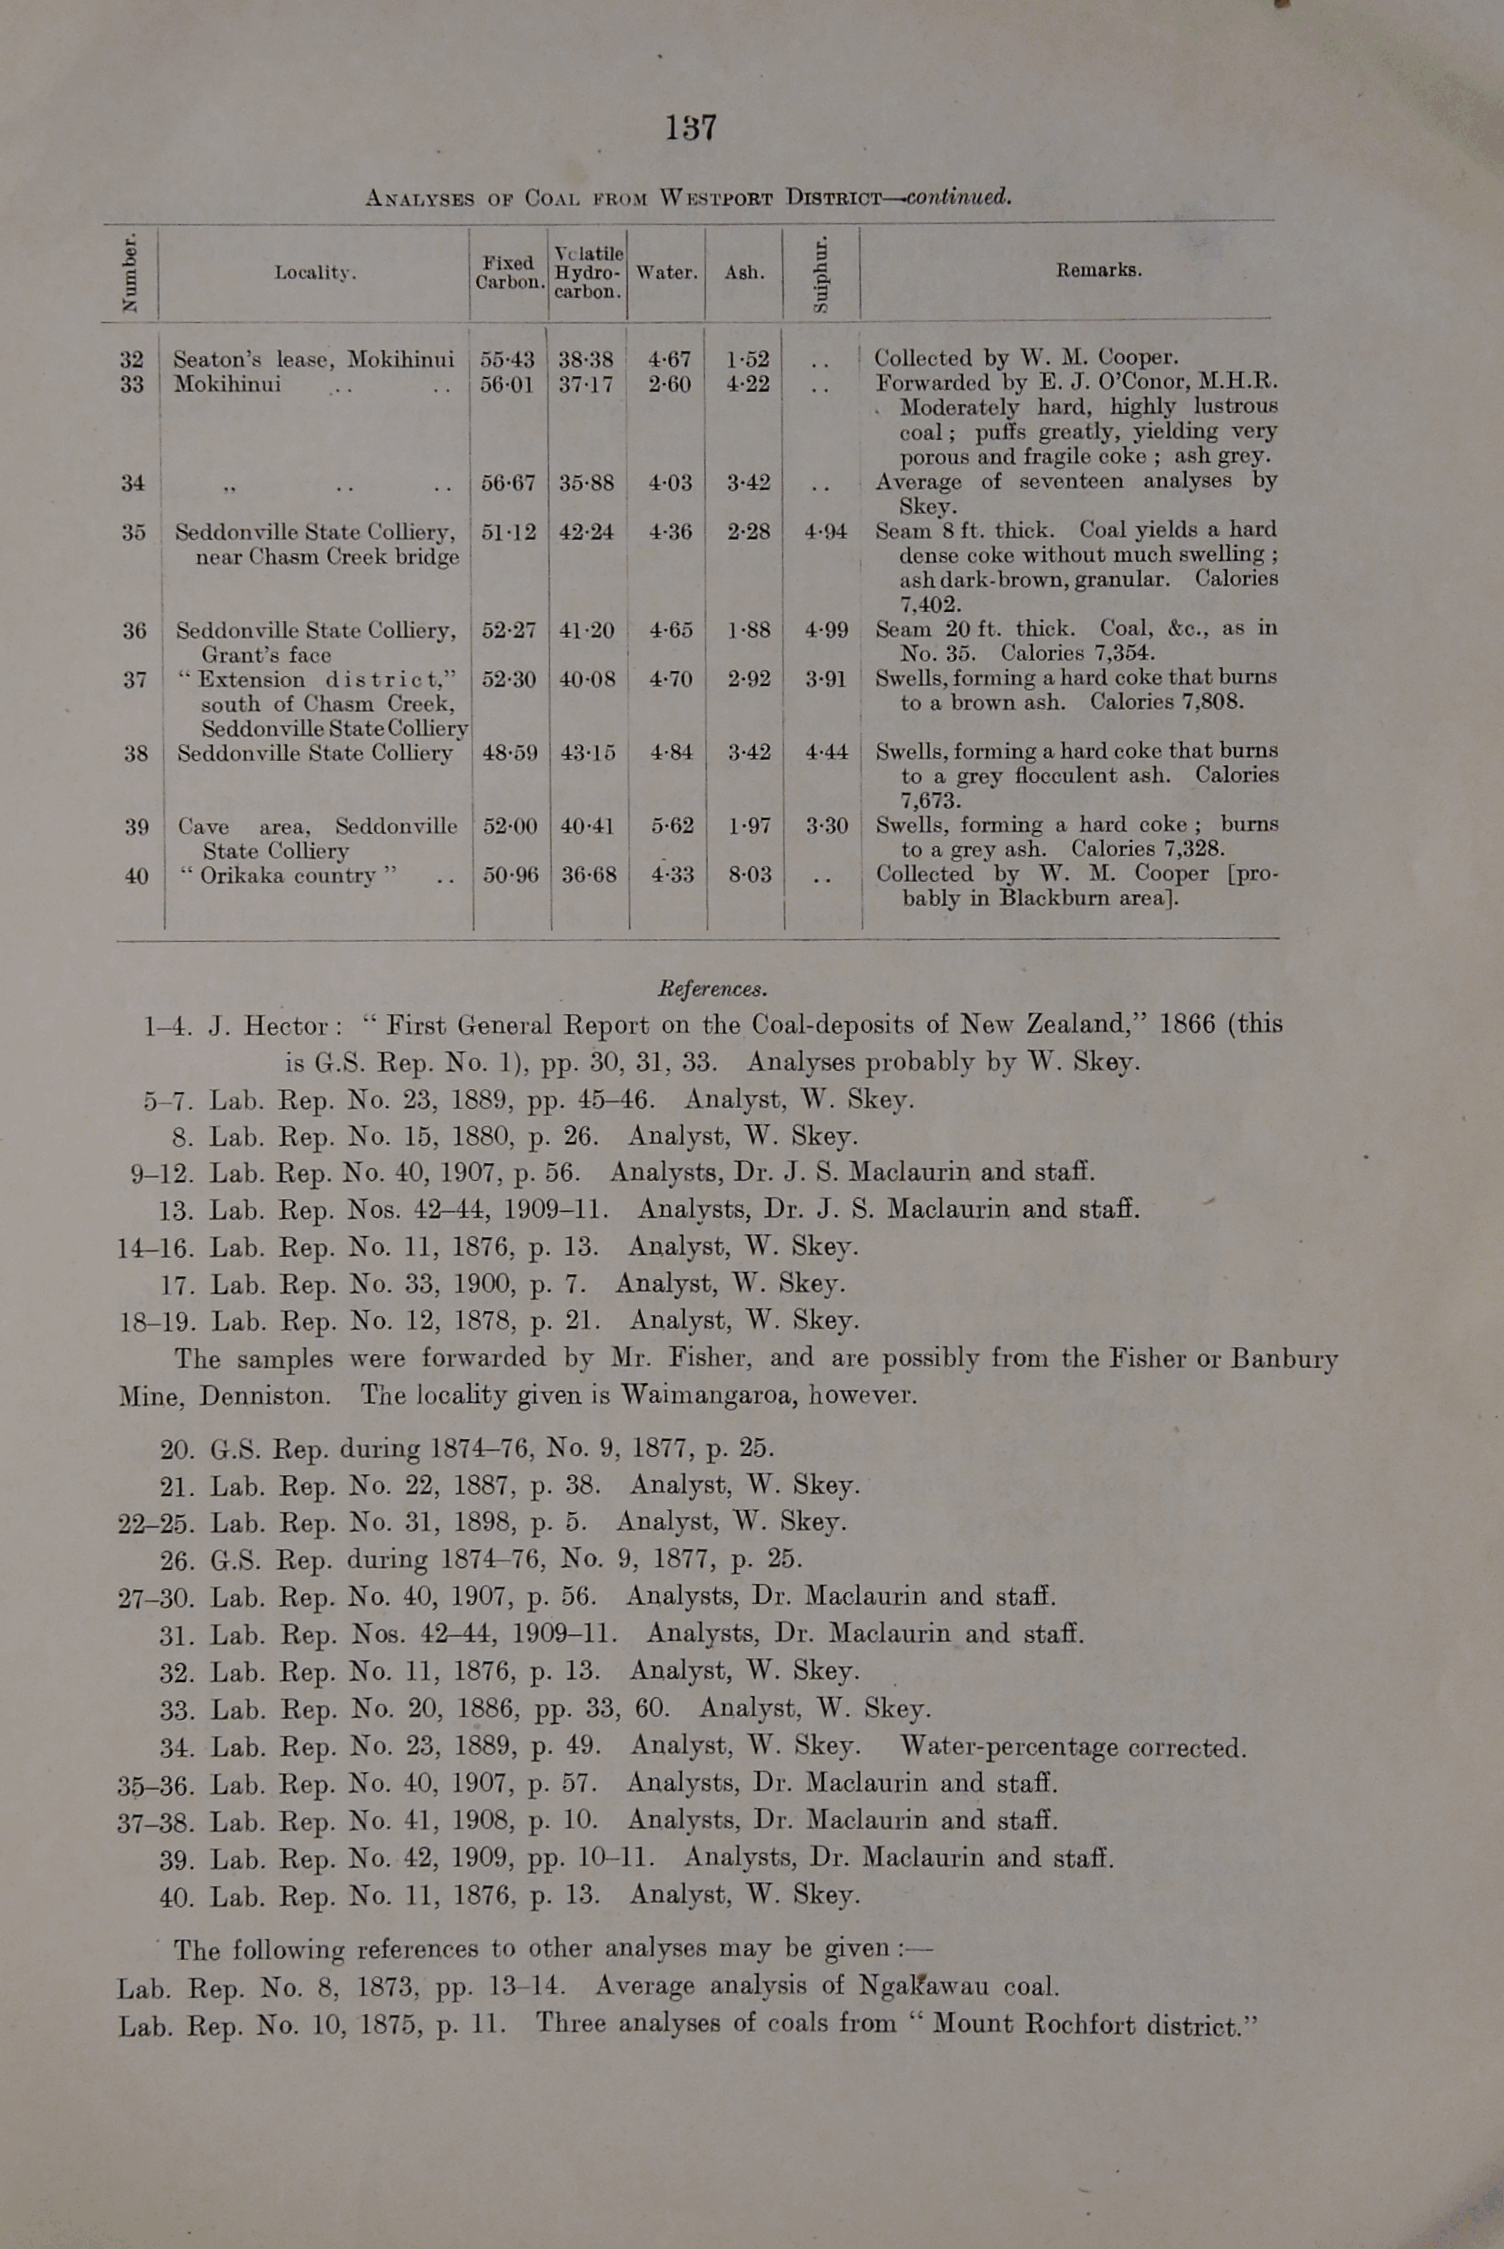 137
ANALYSES OF COAL FROM WESTPORT DISTRICT—continued.
Number. Locality. Fixed Carbon. Volatile Hydro-carbon. Water. Ash. Sulphur. Remarks.
32 Seaton's lease, Mokihinui 55·43 38·38 4·67 1·52 .. Collected by W. M. Cooper.
33 Mokihinui .. .. 56·01 37·17 2·60 4·22 .. Forwarded by E. J. O'Conor, M.H.R.
Moderately hard, highly lustrous
coal; puffs greatly, yielding very
porous and fragile coke; ash grey.
34 ,, .. .. 56·67 35·88 4·03 3·42 .. Average of seventeen analyses by
Skey.
35 Seddonville State Colliery, 51·12 42·24 4·36 2·28 4·94 Seam 8 ft. thick. Coal yields a hard
near Chasm Creek bridge dense coke without much swelling;
ash dark-brown, granular. Calories
7,402.
36 Seddonville State Colliery, 52·27 41·20 4·65 1·88 4·99 Seam 20 ft. thick. Coal, &c., as in
Grant's face No. 35. Calories 7,354.
37 "Extension district," 52·30 40·08 4·70 2·92 3·91 Swells, forming a hard coke that burns
south of Chasm Creek, to a brown ash. Calories 7,808.
Seddonville State Colliery
38 Seddonville State Colliery 48·59 43·15 4·84 3·42 4·44 Swells, forming a hard coke that burns
to a grey flocculent ash. Calories
7,673.
39 Cave area, Seddonville 52·00 40·41 5·62 1·97 3·30 Swells, forming a hard coke; burns
State Colliery to a grey ash. Calories 7,328.
40 "Orikaka country" .. 50·96 36·68 4·33 8·03 .. Collected by W. M. Cooper [pro-
bably in Blackburn area].
References.
1–4. J. Hector: "First General Report on the Coal-deposits of New Zealand," 1866 (this
is G.S. Rep. No. 1), pp. 30, 31, 33. Analyses probably by W. Skey.
5–7. Lab. Rep. No. 23, 1889, pp. 45–46. Analyst, W. Skey.
8. Lab. Rep. No. 15, 1880, p. 26. Analyst, W. Skey.
9–12. Lab. Rep. No. 40, 1907, p. 56. Analysts, Dr. J. S. Maclaurin and staff.
13. Lab. Rep. Nos. 42–44, 1909–11. Analysts, Dr. J. S. Maclaurin and staff.
14–16. Lab. Rep. No. 11, 1876, p. 13. Analyst, W. Skey.
17. Lab. Rep. No. 33, 1900, p. 7. Analyst, W. Skey.
18–19. Lab. Rep. No. 12, 1878, p. 21. Analyst, W. Skey.
The samples were forwarded by Mr. Fisher, and are possibly from the Fisher or Banbury
Mine, Denniston. The locality given is Waimangaroa, however.
20. G.S. Rep. during 1874–76, No. 9, 1877, p. 25.
21. Lab. Rep. No. 22, 1887, p. 38. Analyst, W. Skey.
22–25. Lab. Rep. No. 31, 1898, p. 5. Analyst, W. Skey.
26. G.S. Rep. during 1874–76, No. 9, 1877, p. 25.
27–30. Lab. Rep. No. 40, 1907, p. 56. Analysts, Dr. Maclaurin and staff.
31. Lab. Rep. Nos. 42–44, 1909–11. Analysts, Dr. Maclaurin and staff.
32. Lab. Rep. No. 11, 1876, p. 13. Analyst, W. Skey.
33. Lab. Rep. No. 20, 1886, pp. 33, 60. Analyst, W. Skey.
34. Lab. Rep. No. 23, 1889, p. 49. Analyst, W. Skey. Water-percentage corrected.
35–36. Lab. Rep. No. 40, 1907, p. 57. Analysts, Dr. Maclaurin and staff.
37–38. Lab. Rep. No. 41, 1908, p. 10. Analysts, Dr. Maclaurin and staff.
39. Lab. Rep. No. 42, 1909, pp. 10–11. Analysts, Dr. Maclaurin and staff.
40. Lab. Rep. No. 11, 1876, p. 13. Analyst, W. Skey.
The following references to other analyses may be given:—
Lab. Rep. No. 8, 1873, pp. 13–14. Average analysis of Ngakawau coal.
Lab. Rep. No. 10, 1875, p. 11. Three analyses of coals from "Mount Rochfort district."